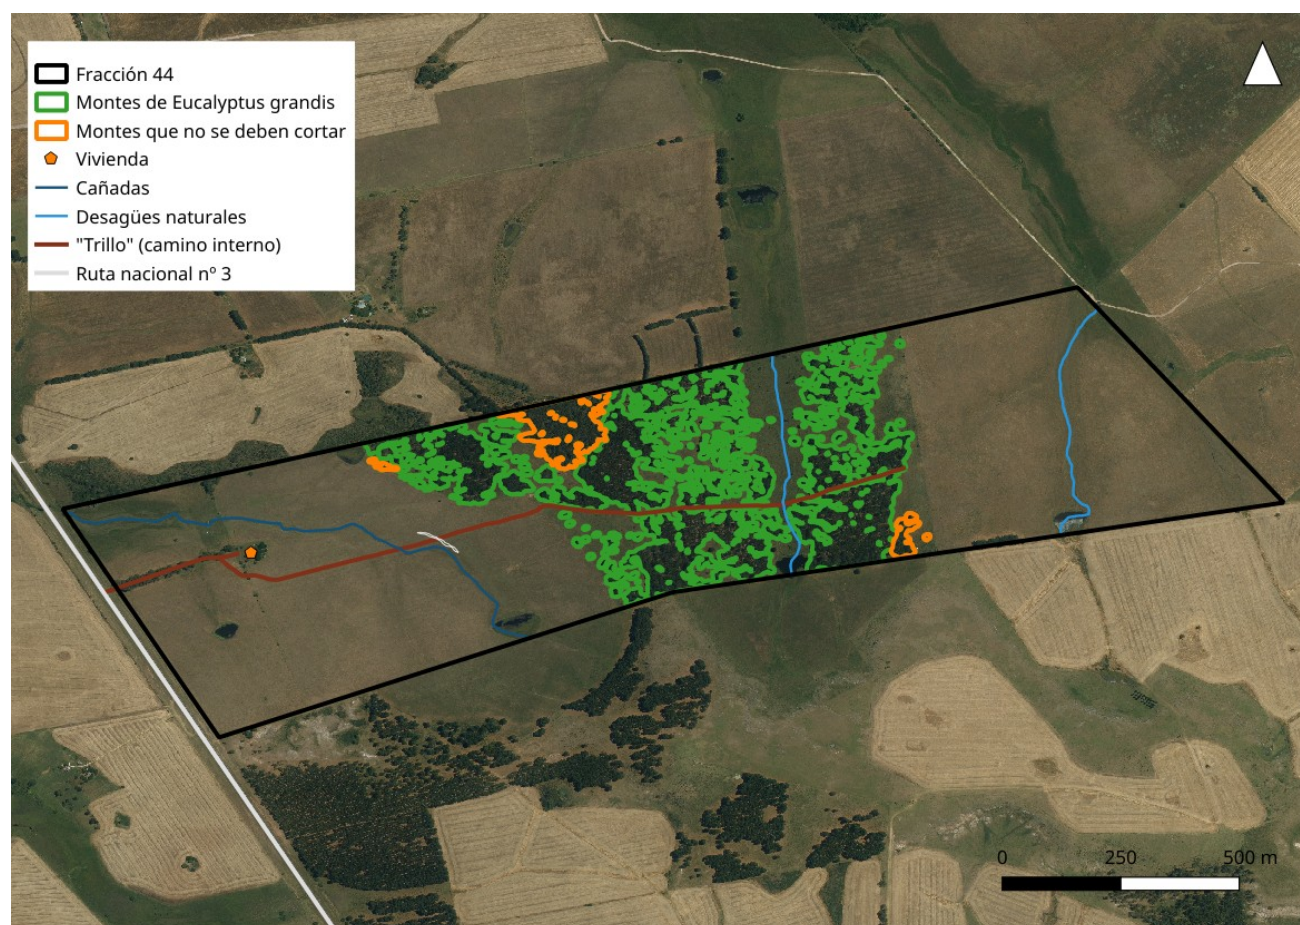 Fracción 44
Montes de Eucalyptus grandis
Montes que no se deben cortar
Vivienda
Cañadas
Desagües naturales
"Trillo" (camino interno)
Ruta nacional nº 3
0 250 500 m